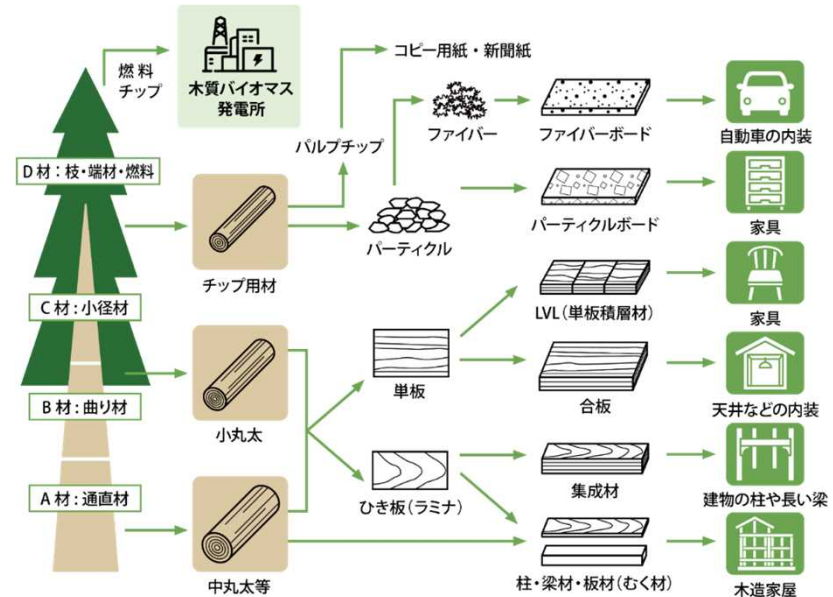 燃料
チップ
木質バイオマス
発電所
コピー用紙・新聞紙
パルプチップ
ファイバー
ファイバーボード
自動車の内装
D材：枝・端材・燃料
チップ用材
パーティクル
パーティクルボード
家具
C材：小径材
LVL（単板積層材）
家具
B材：曲り材
小丸太
単板
合板
天井などの内装
A材：通直材
ひき板（ラミナ）
集成材
建物の柱や長い梁
中丸太等
柱・梁材・板材（むく材）
木造家屋